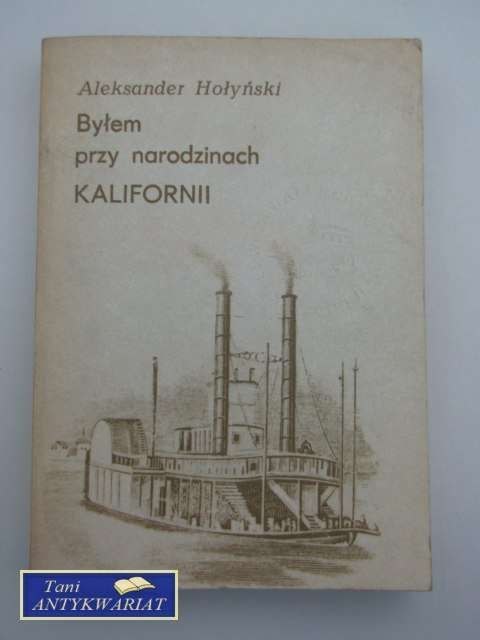 Aleksander Hołyński
Byłem
przy narodzinach
KALIFORNII
Tani
ANTYKWARIAT